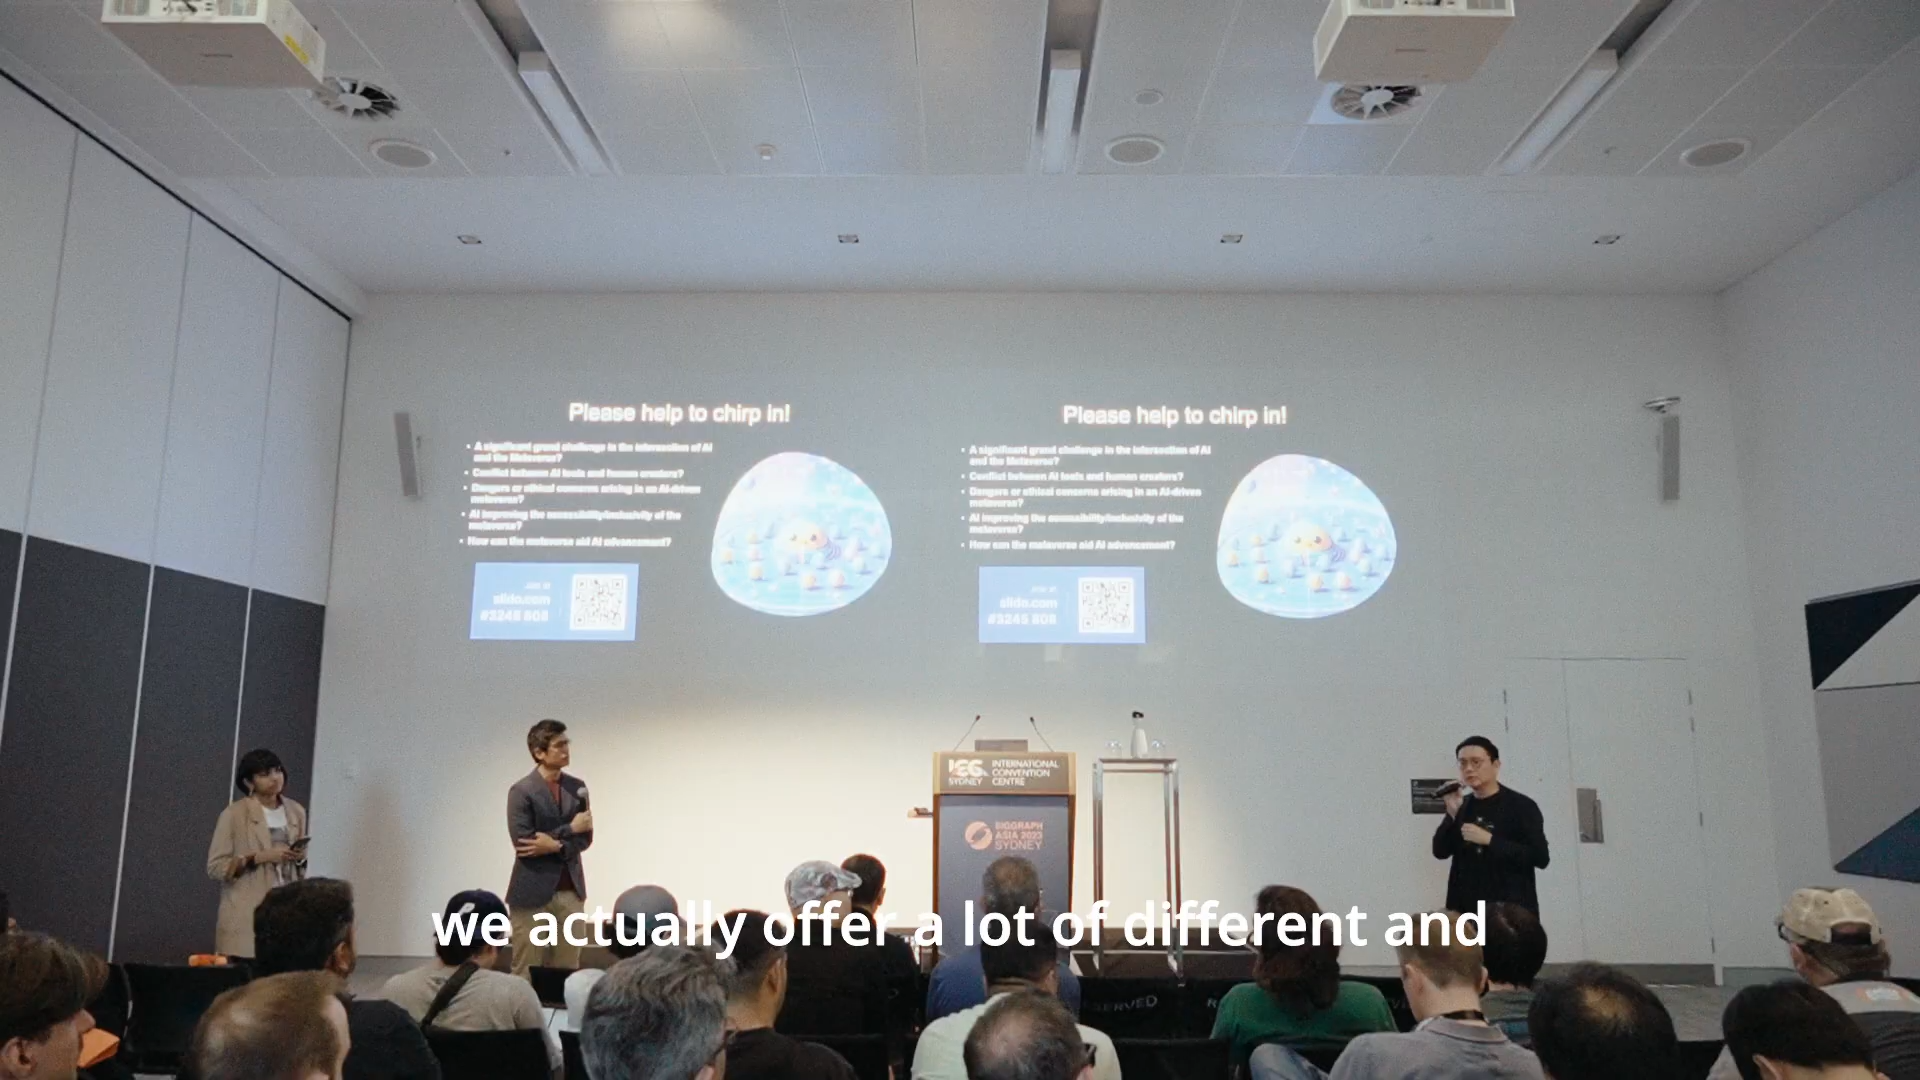 Please help to chirp in!
• A significant grand challenge in the intersection of AI
and the Metaverse?
• Conflict between AI tools and human creators?
• Dangers or ethical concerns arising in an AI-driven
metaverse?
• AI improving the accessibility/inclusivity of the
metaverse?
• How can the metaverse aid AI advancement?
Join at
slido.com
#3245 808
Please help to chirp in!
• A significant grand challenge in the intersection of AI
and the Metaverse?
• Conflict between AI tools and human creators?
• Dangers or ethical concerns arising in an AI-driven
metaverse?
• AI improving the accessibility/inclusivity of the
metaverse?
• How can the metaverse aid AI advancement?
Join at
slido.com
#3245 808
ICC
SYDNEY
INTERNATIONAL
CONVENTION
CENTRE
SIGGRAPH
ASIA 2023
SYDNEY
we actually offer a lot of different and